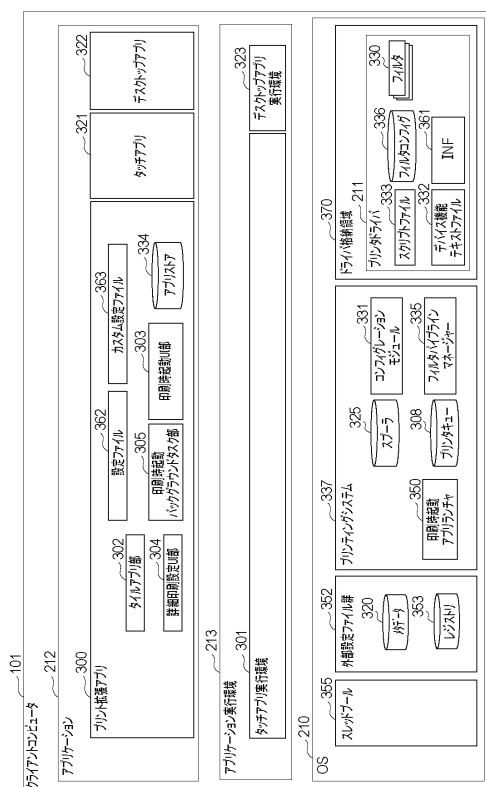 クライアントコンピュータ
101
アプリケーション
212
プリント拡張アプリ
300
タイルアプリ部
302
詳細印刷設定UI部
304
設定ファイル
362
印刷時起動
バックグラウンドタスク部
305
カスタム設定ファイル
363
印刷時起動UI部
303
アプリストア
334
タッチアプリ
321
デスクトップアプリ
322
アプリケーション実行環境
213
タッチアプリ実行環境
301
デスクトップアプリ
実行環境
323
OS
210
スレッドプール
355
外部設定ファイル群
352
メタデータ
320
レジストリ
353
プリンティングシステム
337
印刷時起動
アプリランチャ
350
スプーラ
325
プリンタキュー
308
コンフィグレーション
モジュール
331
フィルタパイプライン
マネージャー
335
ドライバ格納領域
370
プリンタドライバ
211
スクリプトファイル
333
デバイス機能
テキストファイル
332
フィルタコンフィグ
336
INF
361
フィルタ
330